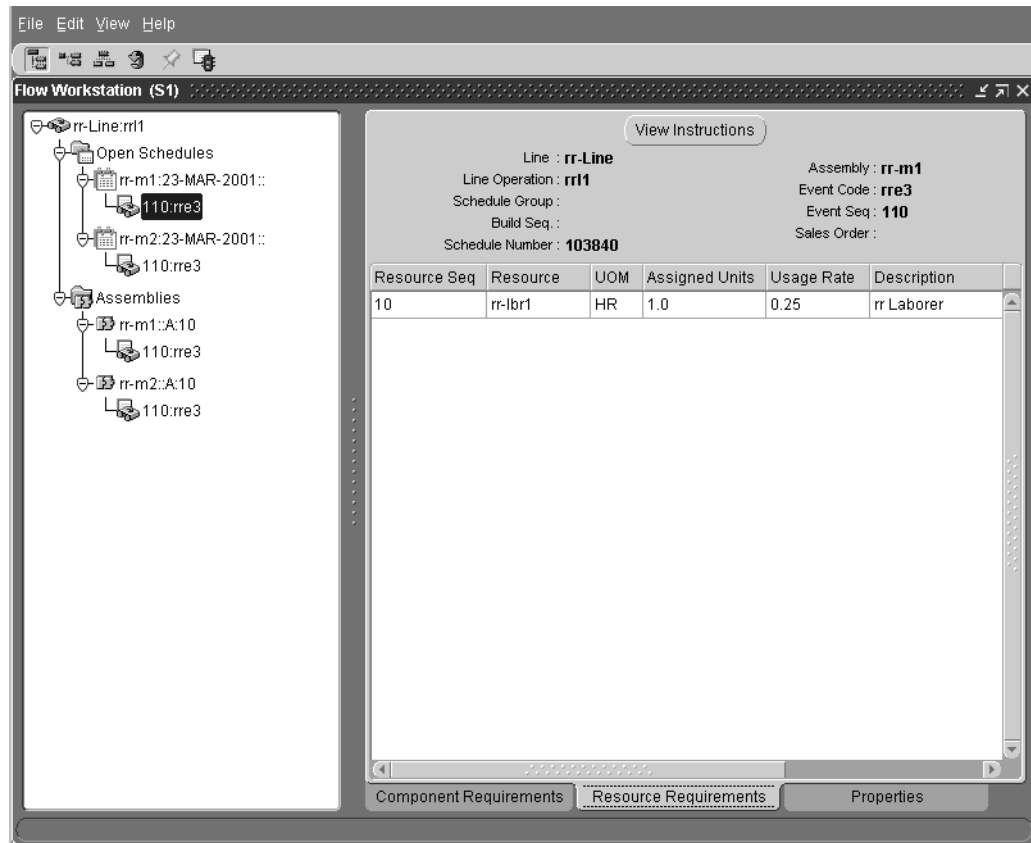 File Edit View Help
Flow Workstation (S1)
rr-Line:rrl1
Open Schedules
rr-m1:23-MAR-2001::
110:rre3
rr-m2:23-MAR-2001::
110:rre3
Assemblies
rr-m1::A:10
110:rre3
rr-m2::A:10
110:rre3
View Instructions
Line : rr-Line
Line Operation : rrl1
Schedule Group :
Build Seq. :
Schedule Number : 103840
Assembly : rr-m1
Event Code : rre3
Event Seq : 110
Sales Order :
Resource Seq Resource UOM Assigned Units Usage Rate Description
10 rr-lbr1 HR 1.0 0.25 rr Laborer
Component Requirements Resource Requirements Properties